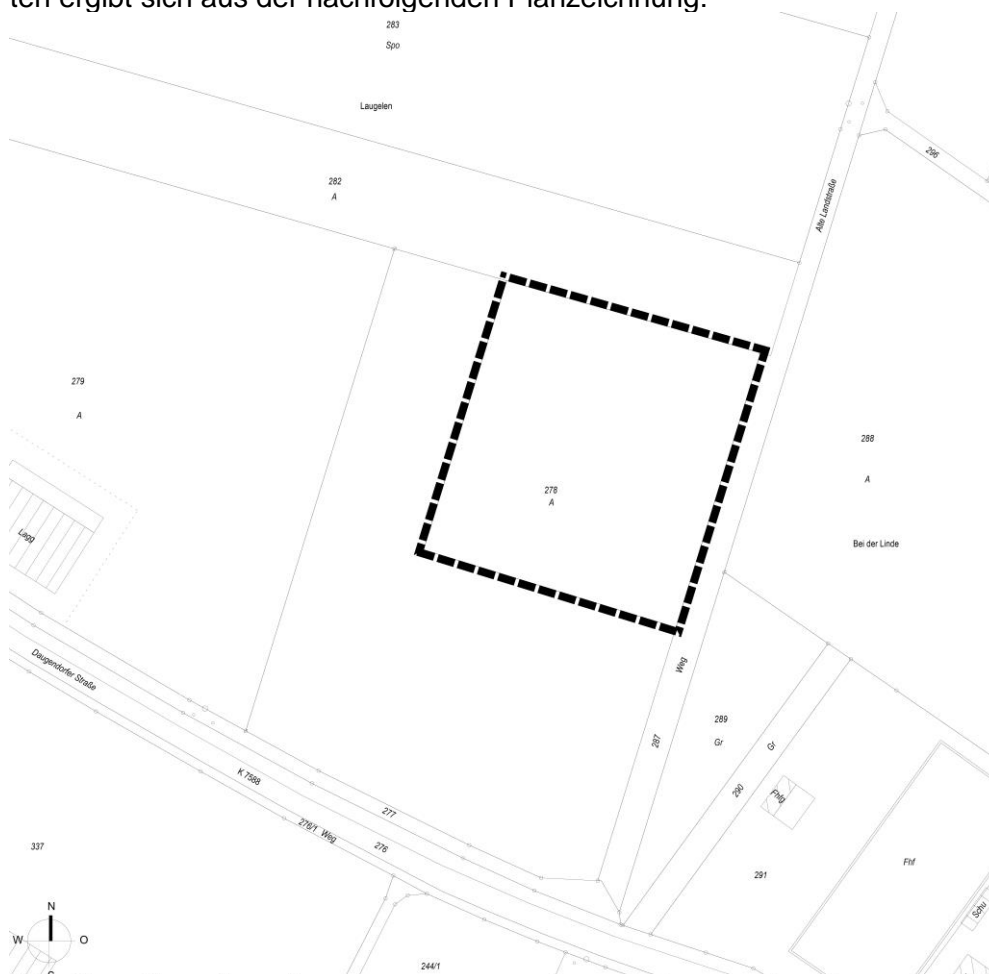 ten ergibt sich aus der nachfolgenden Planzeichnung:
283
Spo
Laugelen
296
282
A
Alte Landstraße
279
A
288
A
278
A
Bei der Linde
Lagg
Daugendorfer Straße
Weg
289
Gr
287
Gr
K 7588
290
Fhlg
277
276/1 Weg
276
337
291
Fhf
Schu
N
W
O
S
244/1